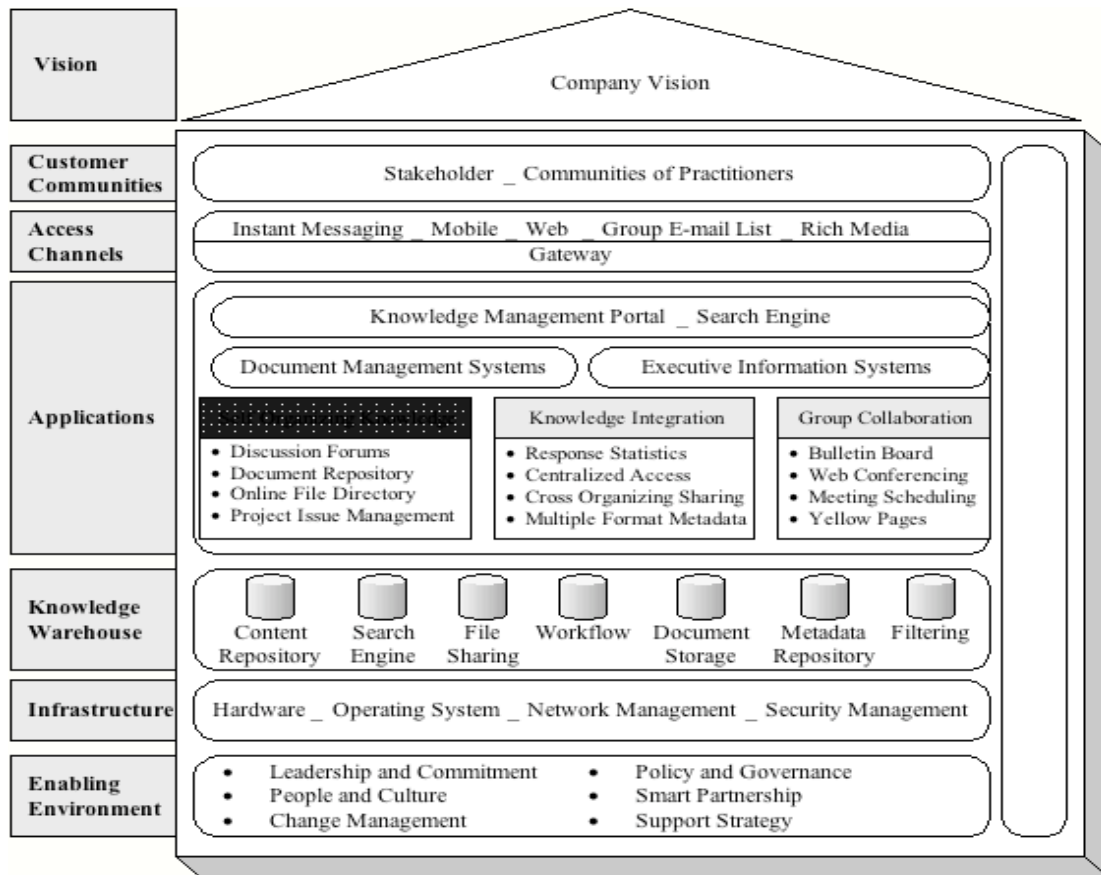 Vision
Company Vision
Customer
Communities
Stakeholder _ Communities of Practitioners
Access
Channels
Instant Messaging _ Mobile _ Web _ Group E-mail List _ Rich Media
Gateway
Applications
Knowledge Management Portal _ Search Engine
Document Management Systems
Executive Information Systems
Knowledge
• Discussion Forums
• Document Repository
• Online File Directory
• Project Issue Management
Knowledge Integration
• Response Statistics
• Centralized Access
• Cross Organizing Sharing
• Multiple Format Metadata
Group Collaboration
• Bulletin Board
• Web Conferencing
• Meeting Scheduling
• Yellow Pages
Knowledge
Warehouse
Content
Repository
Search
Engine
File
Sharing
Workflow
Document
Storage
Metadata
Repository
Filtering
Infrastructure
Hardware _ Operating System _ Network Management _ Security Management
Enabling
Environment
• Leadership and Commitment
• People and Culture
• Change Management
• Policy and Governance
• Smart Partnership
• Support Strategy